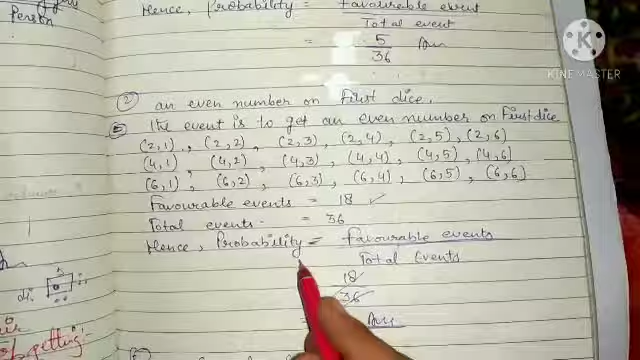 Person
Hence, Probability = favourable event
Total event
= 5
36 Ans
KINEMASTER
(2) an even number on First dice.
The event is to get an even number on First dice
(2,1), (2,2), (2,3), (2,4), (2,5), (2,6)
(4,1), (4,2), (4,3), (4,4), (4,5), (4,6)
(6,1), (6,2), (6,3), (6,4), (6,5), (6,6)
Favourable events = 18 ✓
Total events = 36
Hence, Probability = favourable events
Total Events
18
36
Ans
getting: